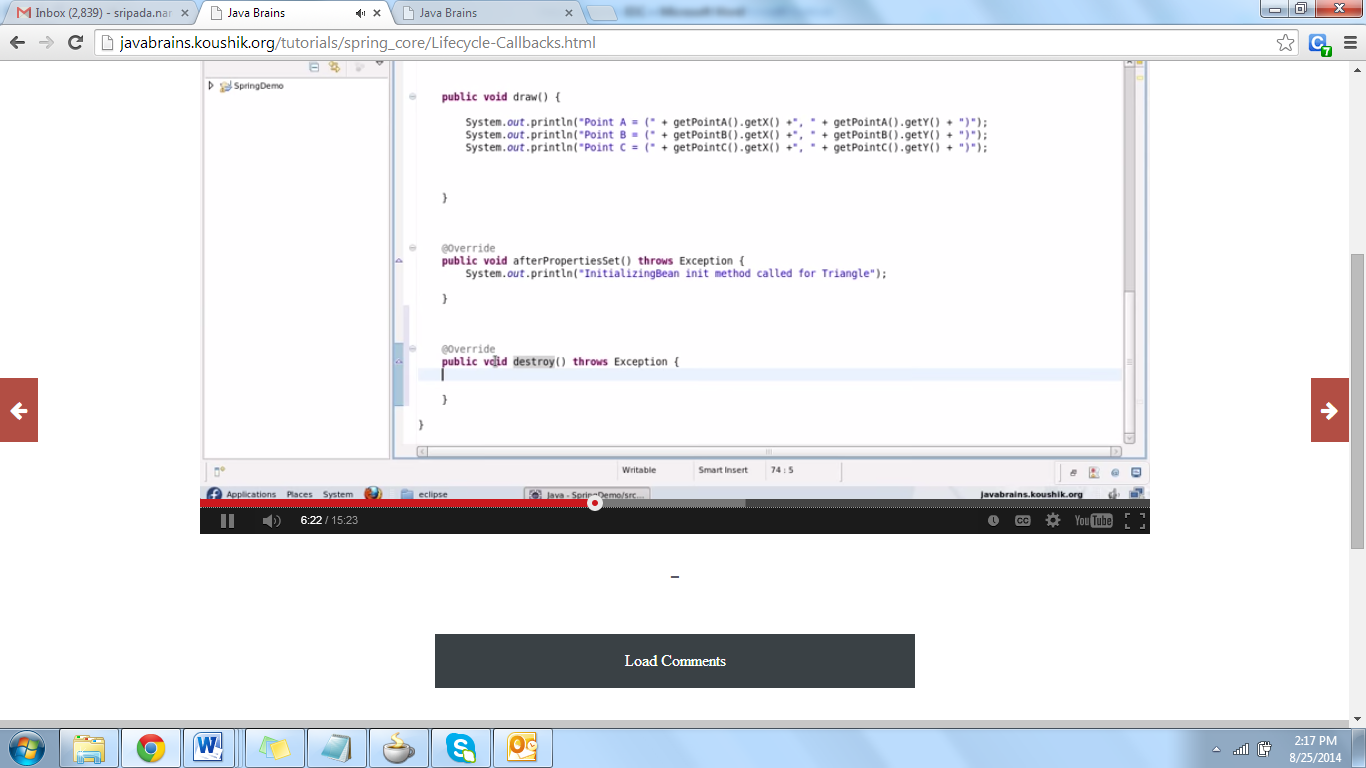 Inbox (2,839) - sripada.nar
Java Brains
Java Brains
javabrains.koushik.org/tutorials/spring_core/Lifecycle-Callbacks.html
SpringDemo
public void draw() {
System.out.println("Point A = (" + getPointA().getX() +", " + getPointA().getY() + ")");
System.out.println("Point B = (" + getPointB().getX() +", " + getPointB().getY() + ")");
System.out.println("Point C = (" + getPointC().getX() +", " + getPointC().getY() + ")");
}
@Override
public void afterPropertiesSet() throws Exception {
System.out.println("InitializingBean init method called for Triangle");
}
@Override
public void destroy() throws Exception {
}
}
Writable Smart Insert 74 : 5
Applications Places System eclipse Java - SpringDemo/src... javabrains.koushik.org
6:22 / 15:23 CC YouTube
–
Load Comments
2:17 PM
8/25/2014